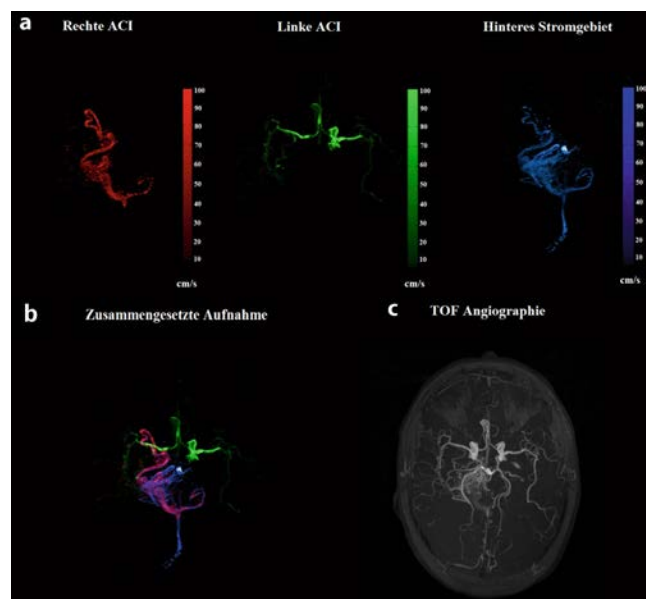 a
Rechte ACI
Linke ACI
Hinteres Stromgebiet
100
90
80
70
60
50
40
30
20
10
cm/s
100
90
80
70
60
50
40
30
20
10
cm/s
100
90
80
70
60
50
40
30
20
10
cm/s
b
Zusammengesetzte Aufnahme
c
TOF Angiographie